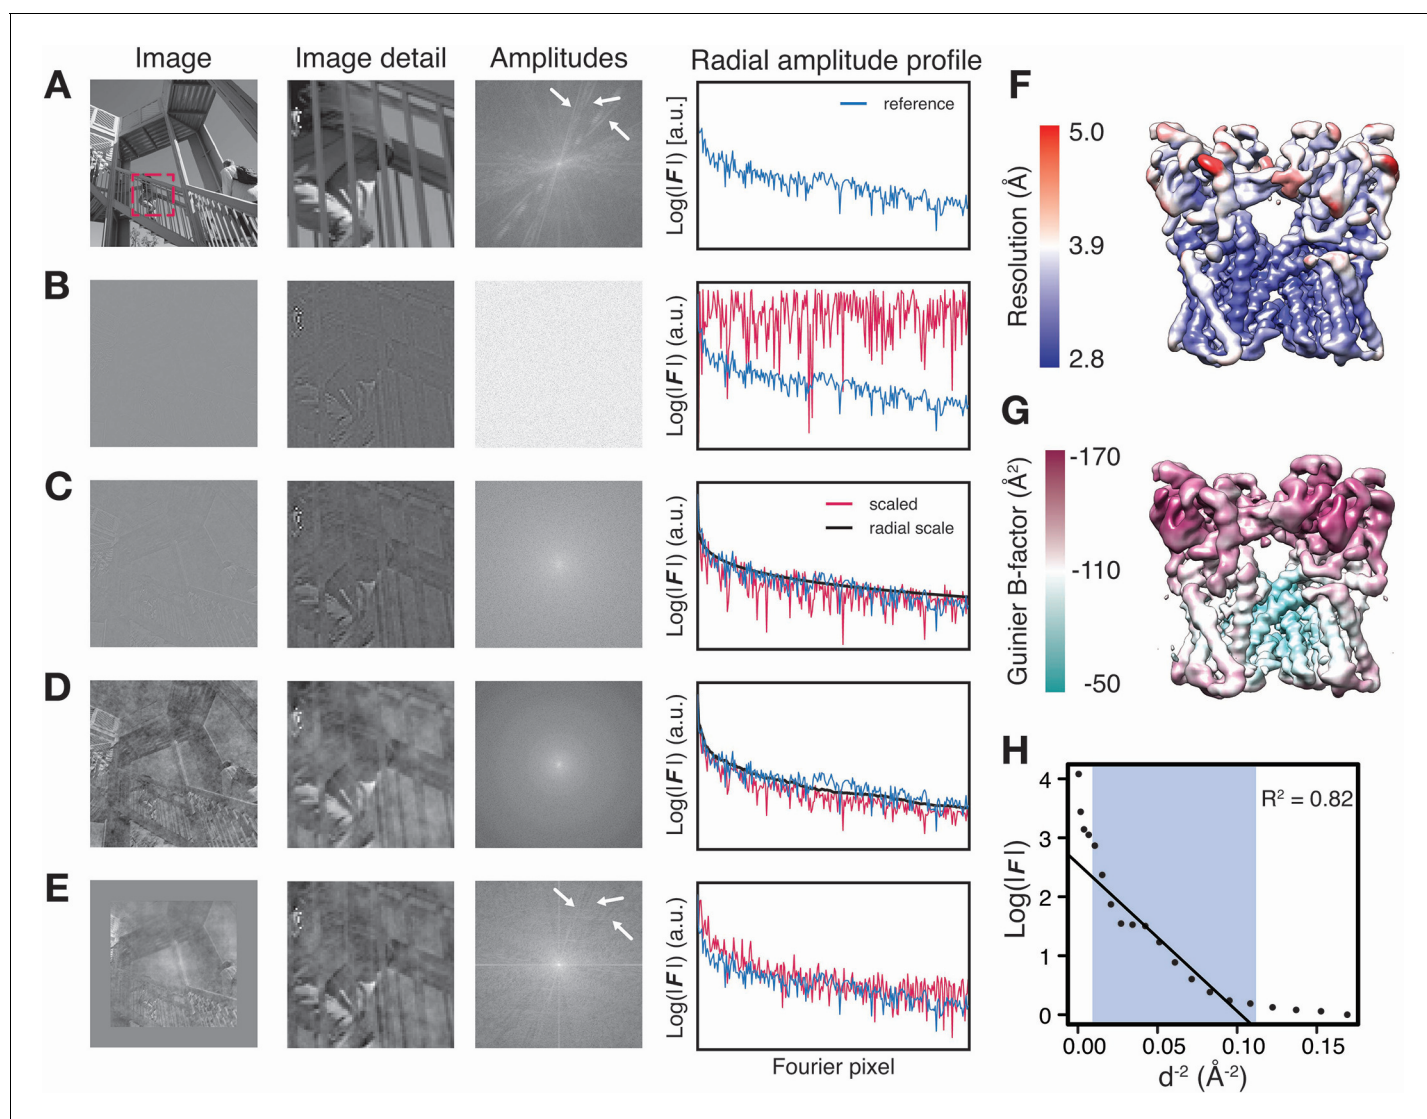 Image
Image detail
Amplitudes
Radial amplitude profile
A
Log(|F|) [a.u.]
reference
B
Log(|F|) (a.u.)
C
Log(|F|) (a.u.)
scaled
radial scale
D
Log(|F|) (a.u.)
E
Log(|F|) (a.u.)
Fourier pixel
F
Resolution (Å)
5.0
3.9
2.8
G
Guinier B-factor (Å²)
-170
-110
-50
H
Log(|F|)
4
3
2
1
0
R² = 0.82
0.00 0.05 0.10 0.15
d⁻² (Å⁻²)